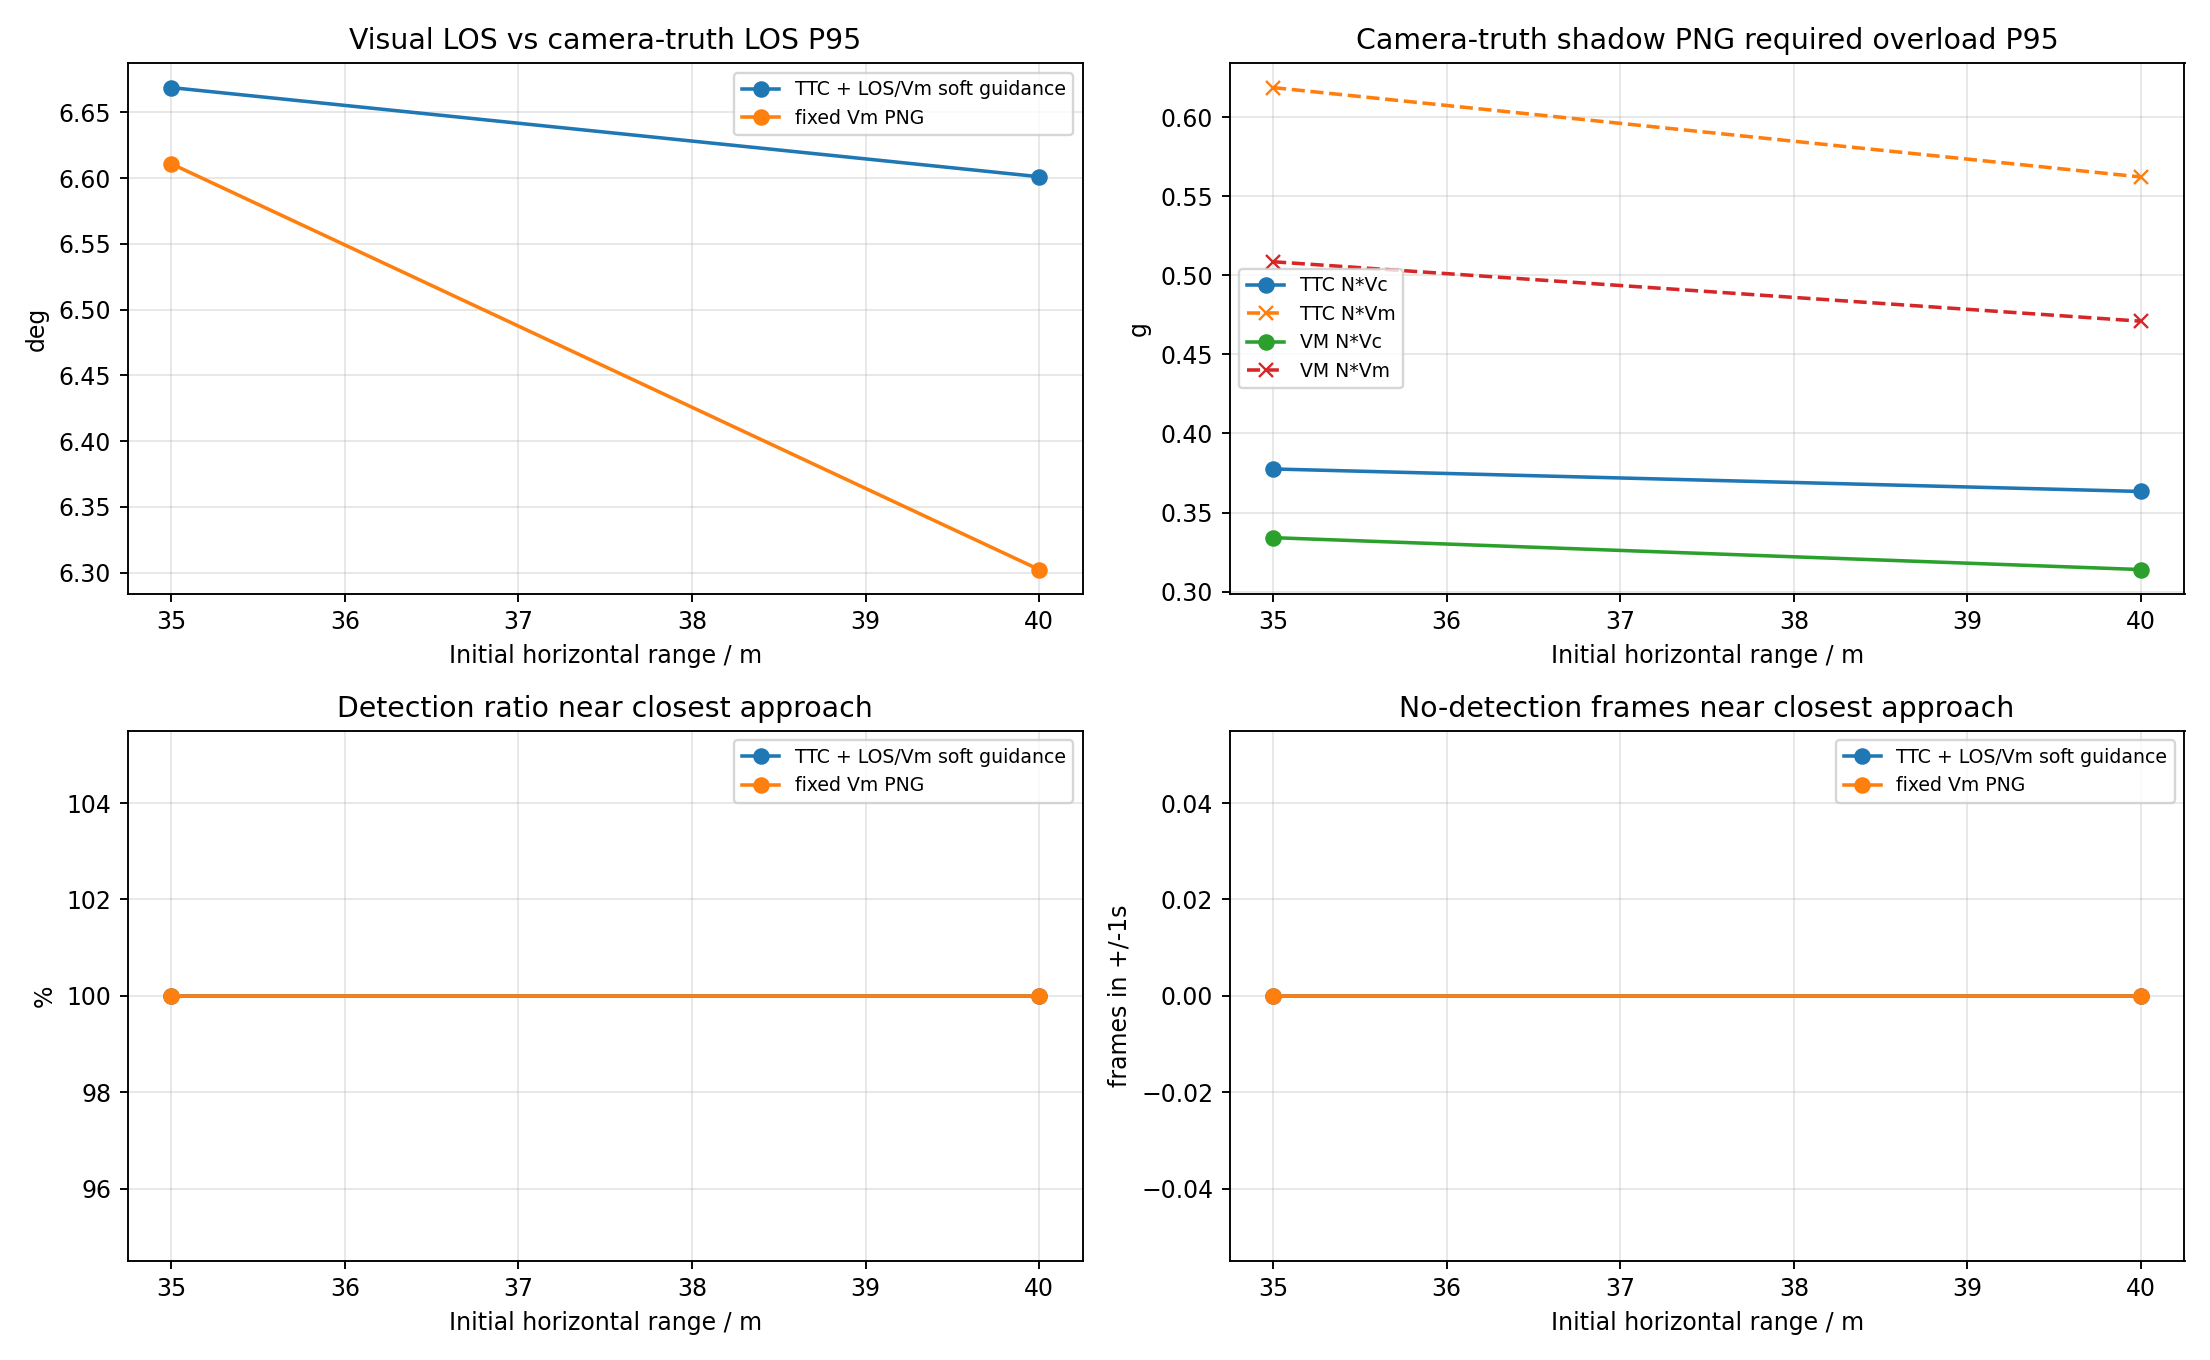 Visual LOS vs camera-truth LOS P95
TTC + LOS/Vm soft guidance
fixed Vm PNG
deg
6.65
6.60
6.55
6.50
6.45
6.40
6.35
6.30
35 36 37 38 39 40
Initial horizontal range / m
Camera-truth shadow PNG required overload P95
g
0.60
0.55
0.50
0.45
0.40
0.35
0.30
TTC N*Vc
TTC N*Vm
VM N*Vc
VM N*Vm
35 36 37 38 39 40
Initial horizontal range / m
Detection ratio near closest approach
TTC + LOS/Vm soft guidance
fixed Vm PNG
%
104
102
100
98
96
35 36 37 38 39 40
Initial horizontal range / m
No-detection frames near closest approach
TTC + LOS/Vm soft guidance
fixed Vm PNG
frames in +/-1s
0.04
0.02
0.00
−0.02
−0.04
35 36 37 38 39 40
Initial horizontal range / m